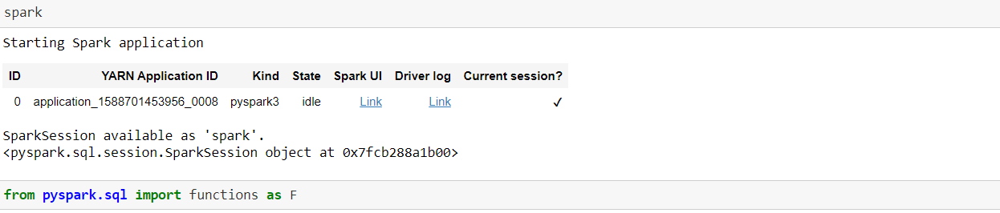 spark
Starting Spark application
ID YARN Application ID Kind State Spark UI Driver log Current session?
0 application_1588701453956_0008 pyspark3 idle Link Link ✓
SparkSession available as 'spark'.
<pyspark.sql.session.SparkSession object at 0x7fcb288a1b00>
from pyspark.sql import functions as F